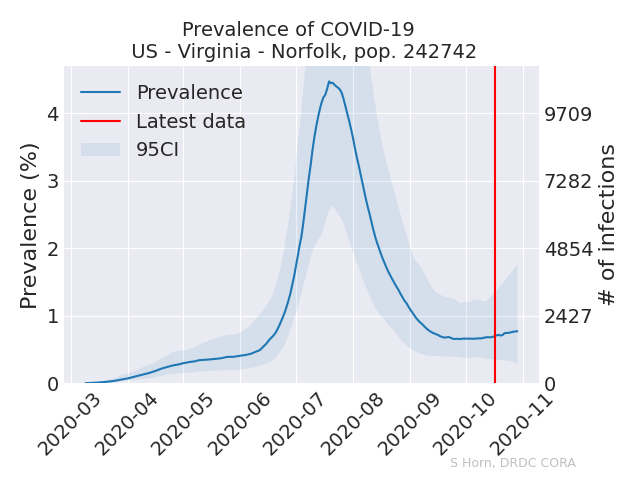 Prevalence of COVID-19
US - Virginia - Norfolk, pop. 242742
Prevalence
Latest data
95CI
Prevalence (%)
4
3
2
1
0
9709
7282
4854
2427
0
# of infections
2020-03
2020-04
2020-05
2020-06
2020-07
2020-08
2020-09
2020-10
2020-11
S Horn, DRDC CORA